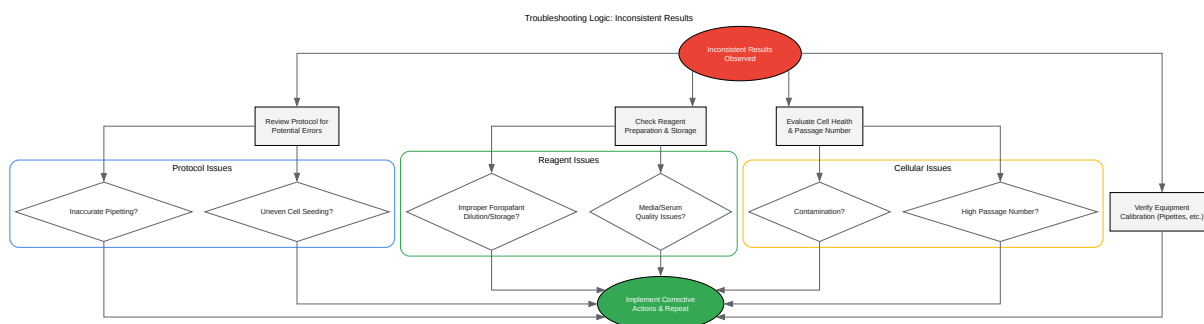 Troubleshooting Logic: Inconsistent Results
Inconsistent Results
Observed
Review Protocol for
Potential Errors
Check Reagent
Preparation & Storage
Evaluate Cell Health
& Passage Number
Protocol Issues
Reagent Issues
Cellular Issues
Inaccurate Pipetting?
Uneven Cell Seeding?
Improper Foropafant
Dilution/Storage?
Media/Serum
Quality Issues?
Contamination?
High Passage Number?
Verify Equipment
Calibration (Pipettes, etc.)
Implement Corrective
Actions & Repeat